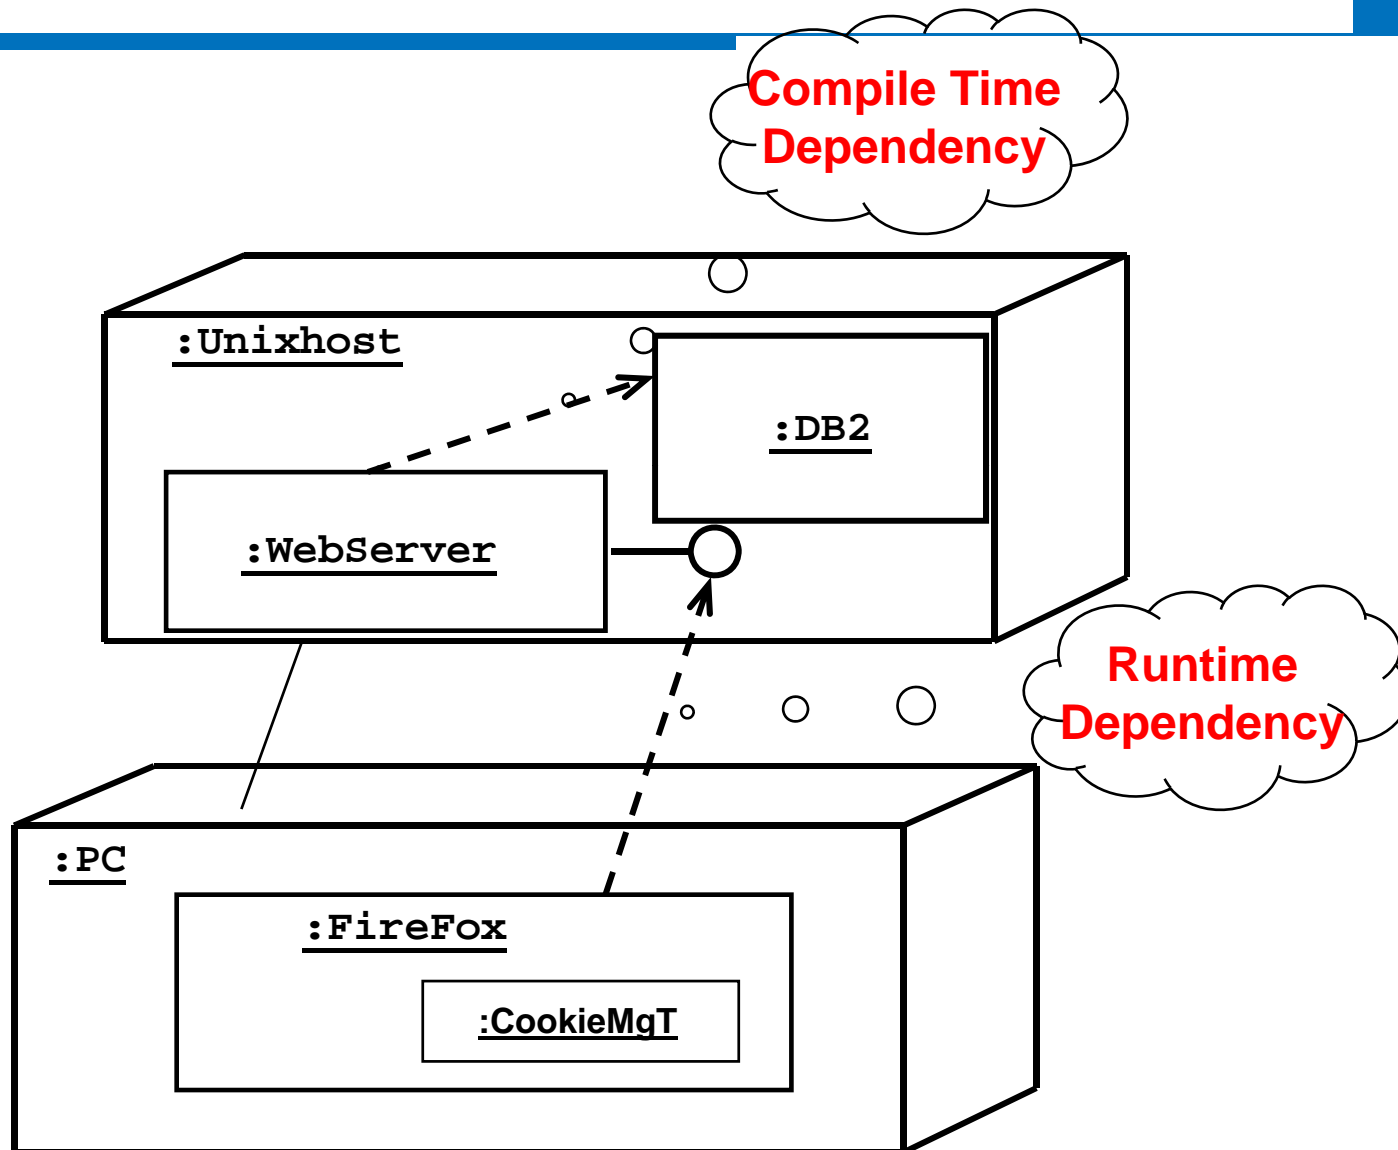 Compile Time
Dependency
:Unixhost
:DB2
:WebServer
Runtime
Dependency
:PC
:FireFox
:CookieMgT